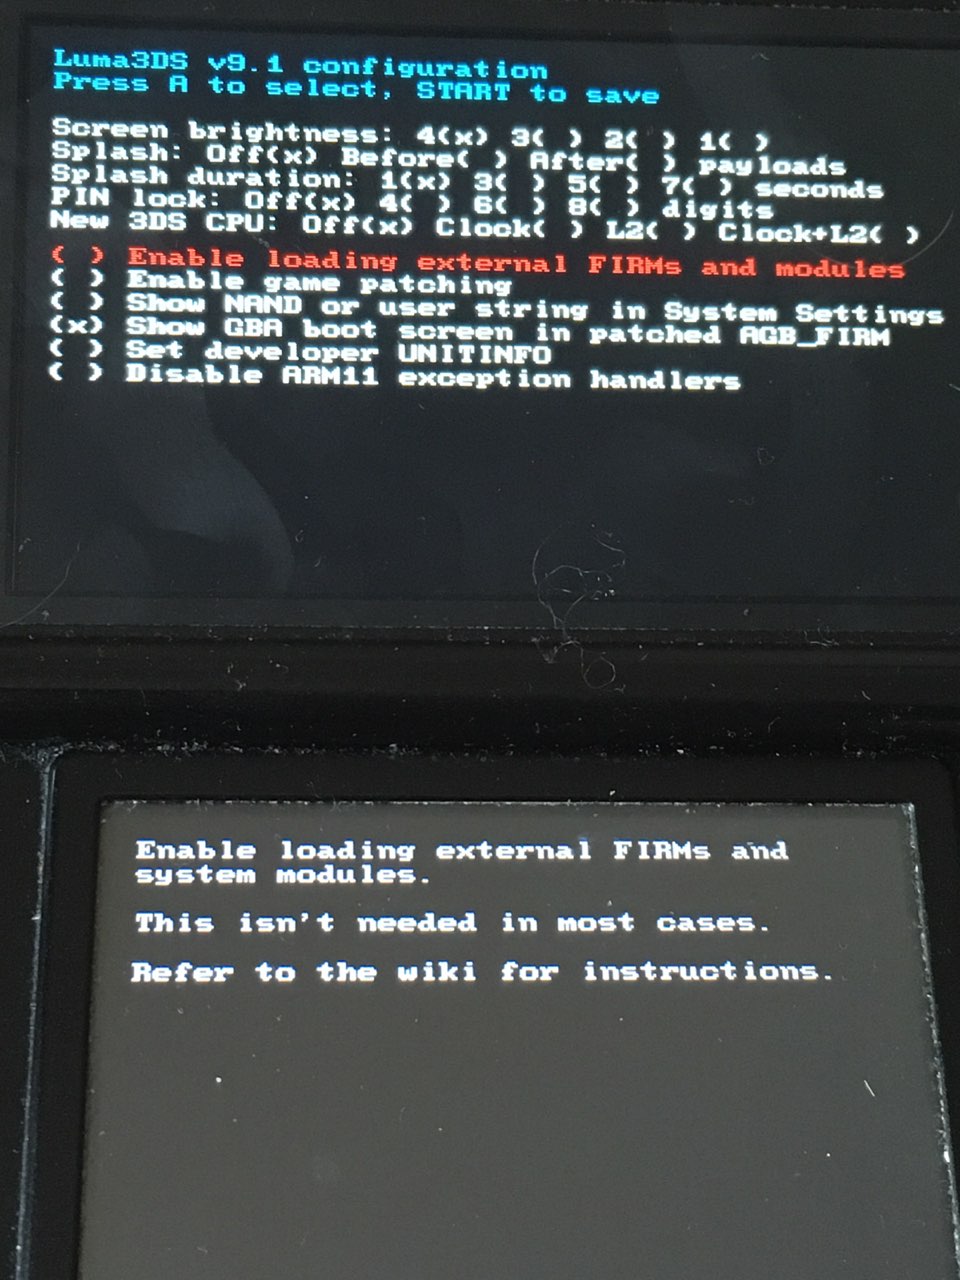 Luma3DS v9.1 configuration
Press A to select, START to save
Screen brightness: 4(x) 3( ) 2( ) 1( )
Splash: Off(x) Before( ) After( ) payloads
Splash duration: 1(x) 3( ) 5( ) 7( ) seconds
PIN lock: Off(x) 4( ) 6( ) 8( ) digits
New 3DS CPU: Off(x) Clock( ) L2( ) Clock+L2( )
( ) Enable loading external FIRMs and modules
( ) Enable game patching
( ) Show NAND or user string in System Settings
(x) Show GBA boot screen in patched AGB_FIRM
( ) Set developer UNITINFO
( ) Disable ARM11 exception handlers
Enable loading external FIRMs and
system modules.
This isn't needed in most cases.
Refer to the wiki for instructions.